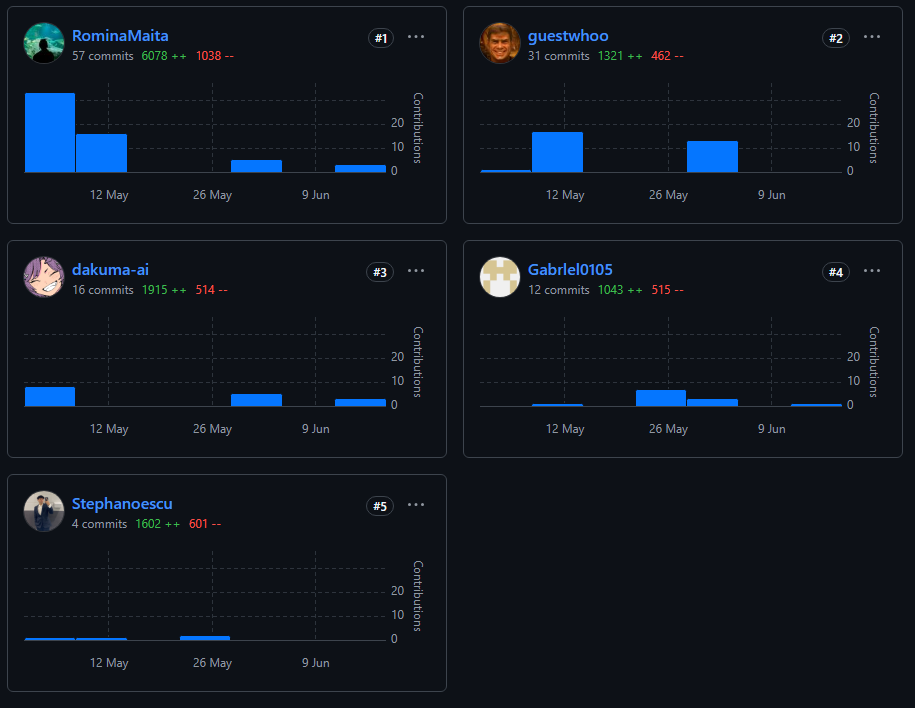 RominaMaita #1 ···
57 commits 6078 ++ 1038 --
Contributions
20
10
0
12 May 26 May 9 Jun
guestwhoo #2 ···
31 commits 1321 ++ 462 --
Contributions
20
10
0
12 May 26 May 9 Jun
dakuma-ai #3 ···
16 commits 1915 ++ 514 --
Contributions
20
10
0
12 May 26 May 9 Jun
Gabrlel0105 #4 ···
12 commits 1043 ++ 515 --
Contributions
20
10
0
12 May 26 May 9 Jun
Stephanoescu #5 ···
4 commits 1602 ++ 601 --
Contributions
20
10
0
12 May 26 May 9 Jun